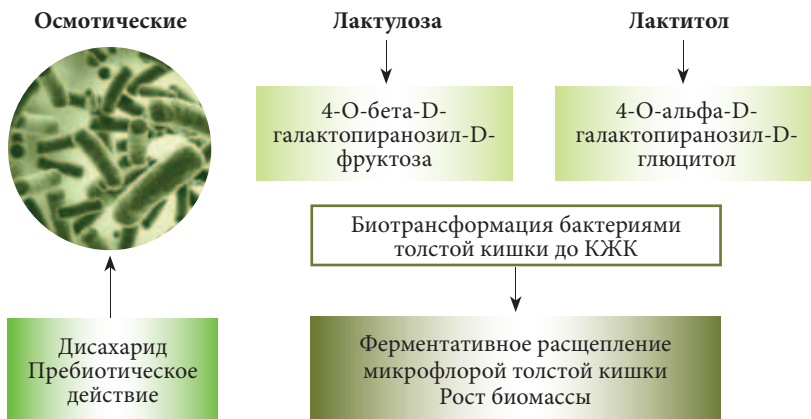 Осмотические
Лактулоза
Лактитол
4-О-бета-D-
галактопиранозил-D-
фруктоза
4-О-альфа-D-
галактопиранозил-D-
глюцитол
Биотрансформация бактериями
толстой кишки до КЖК
Дисахарид
Пребиотическое
действие
Ферментативное расщепление
микрофлорой толстой кишки
Рост биомассы